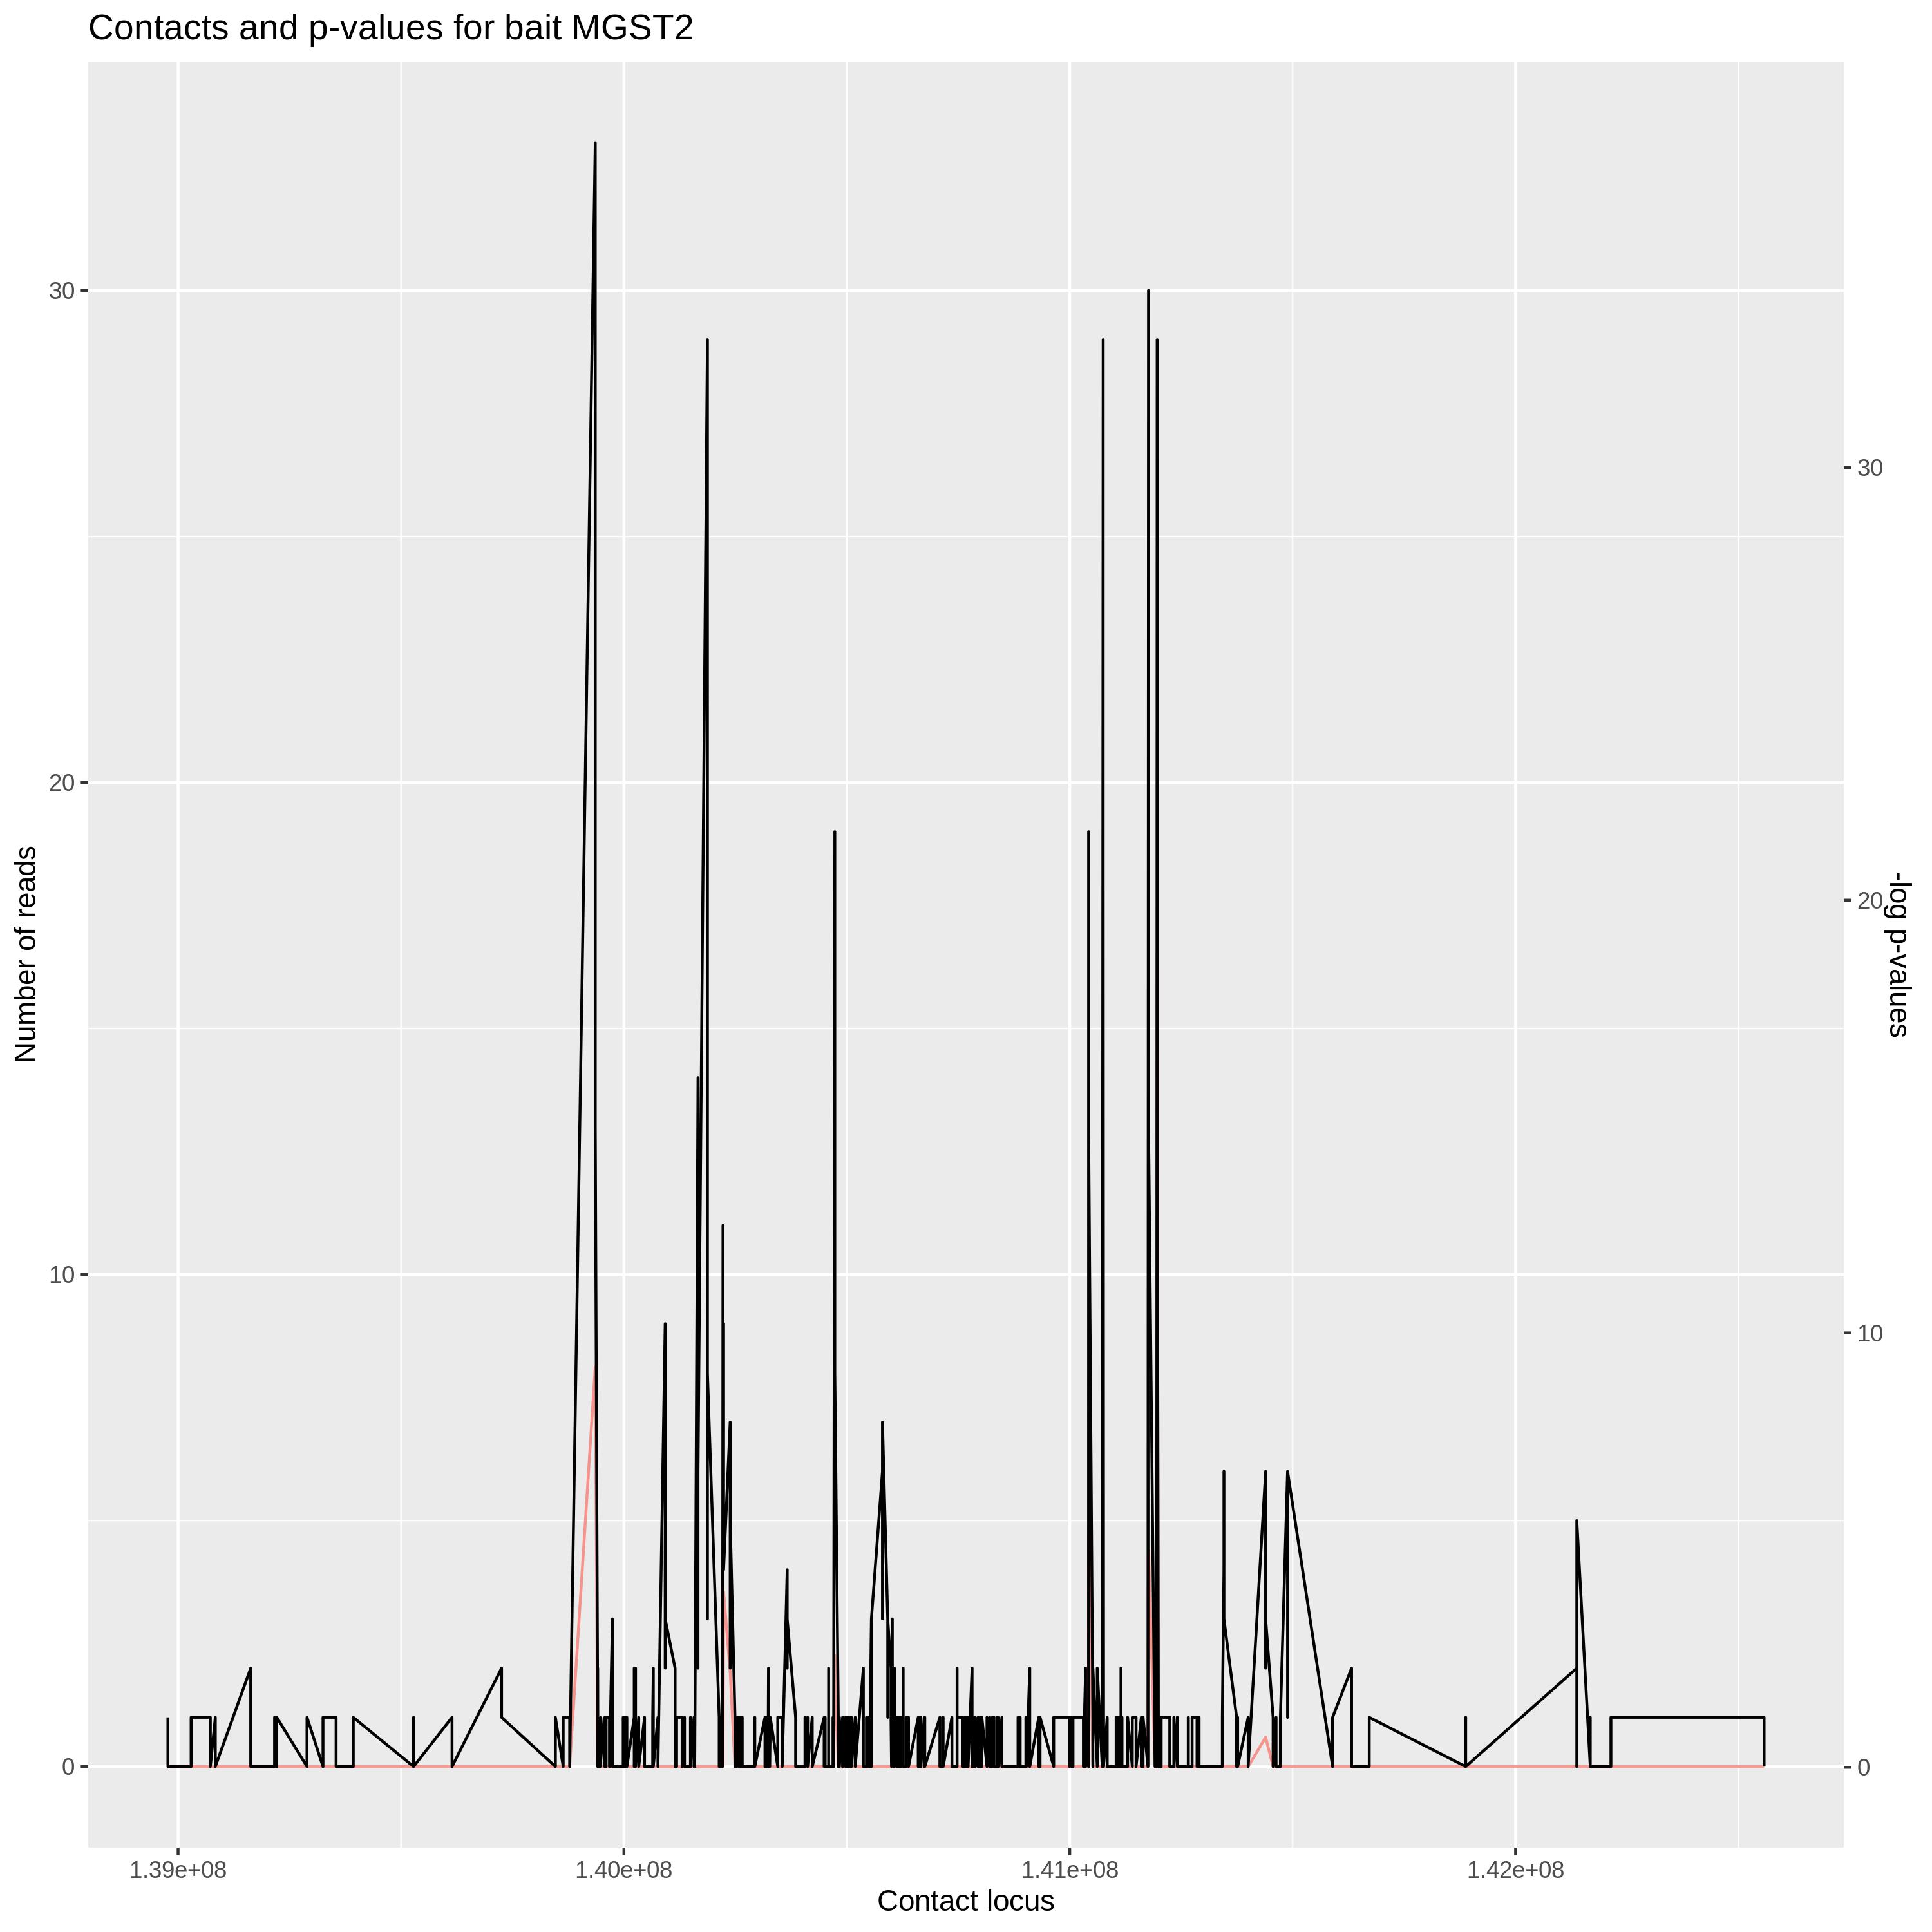 Contacts and p-values for bait MGST2
30
20
10
0
Number of reads
30
20
10
0
-log p-values
1.39e+08
1.40e+08
1.41e+08
1.42e+08
Contact locus